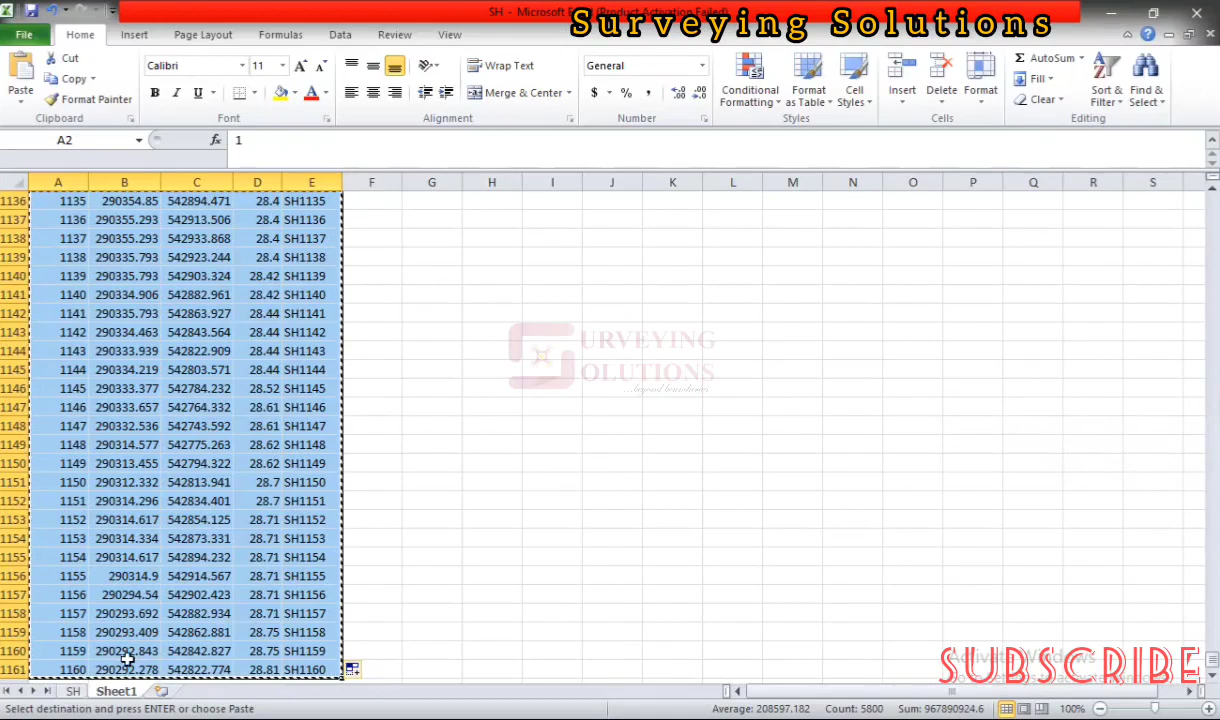 SH - Microsoft Excel (Product Activation Failed)
Surveying Solutions
File Home Insert Page Layout Formulas Data Review View
Cut
Copy
Format Painter
Paste
Clipboard
Calibri 11
B I U
Font
Wrap Text
Merge & Center
Alignment
General
$ % ,
Number
Conditional Formatting
Format as Table
Cell Styles
Styles
Insert Delete Format
Cells
AutoSum
Fill
Clear
Sort & Filter
Find & Select
Editing
A2 fx 1
A B C D E F G H I J K L M N O P Q R S
1136 1135 290354.85 542894.471 28.4 SH1135
1137 1136 290355.293 542913.506 28.4 SH1136
1138 1137 290355.293 542933.868 28.4 SH1137
1139 1138 290335.793 542923.244 28.4 SH1138
1140 1139 290335.793 542903.324 28.42 SH1139
1141 1140 290334.906 542882.961 28.42 SH1140
1142 1141 290335.793 542863.927 28.44 SH1141
1143 1142 290334.463 542843.564 28.44 SH1142
1144 1143 290333.939 542822.909 28.44 SH1143
1145 1144 290334.219 542803.571 28.44 SH1144
1146 1145 290333.377 542784.232 28.52 SH1145
1147 1146 290333.657 542764.332 28.61 SH1146
1148 1147 290332.536 542743.592 28.61 SH1147
1149 1148 290314.577 542775.263 28.62 SH1148
1150 1149 290313.455 542794.322 28.62 SH1149
1151 1150 290312.332 542813.941 28.7 SH1150
1152 1151 290314.296 542834.401 28.7 SH1151
1153 1152 290314.617 542854.125 28.71 SH1152
1154 1153 290314.334 542873.331 28.71 SH1153
1155 1154 290314.617 542894.232 28.71 SH1154
1156 1155 290314.9 542914.567 28.71 SH1155
1157 1156 290294.54 542902.423 28.71 SH1156
1158 1157 290293.692 542882.934 28.71 SH1157
1159 1158 290293.409 542862.881 28.75 SH1158
1160 1159 290292.843 542842.827 28.75 SH1159
1161 1160 290292.278 542822.774 28.81 SH1160
SURVEYING
SOLUTIONS
...beyond boundaries
Activate Windows
SUBSCRIBE
SH Sheet1
Select destination and press ENTER or choose Paste Average: 208597.182 Count: 5800 Sum: 967890924.6 100%